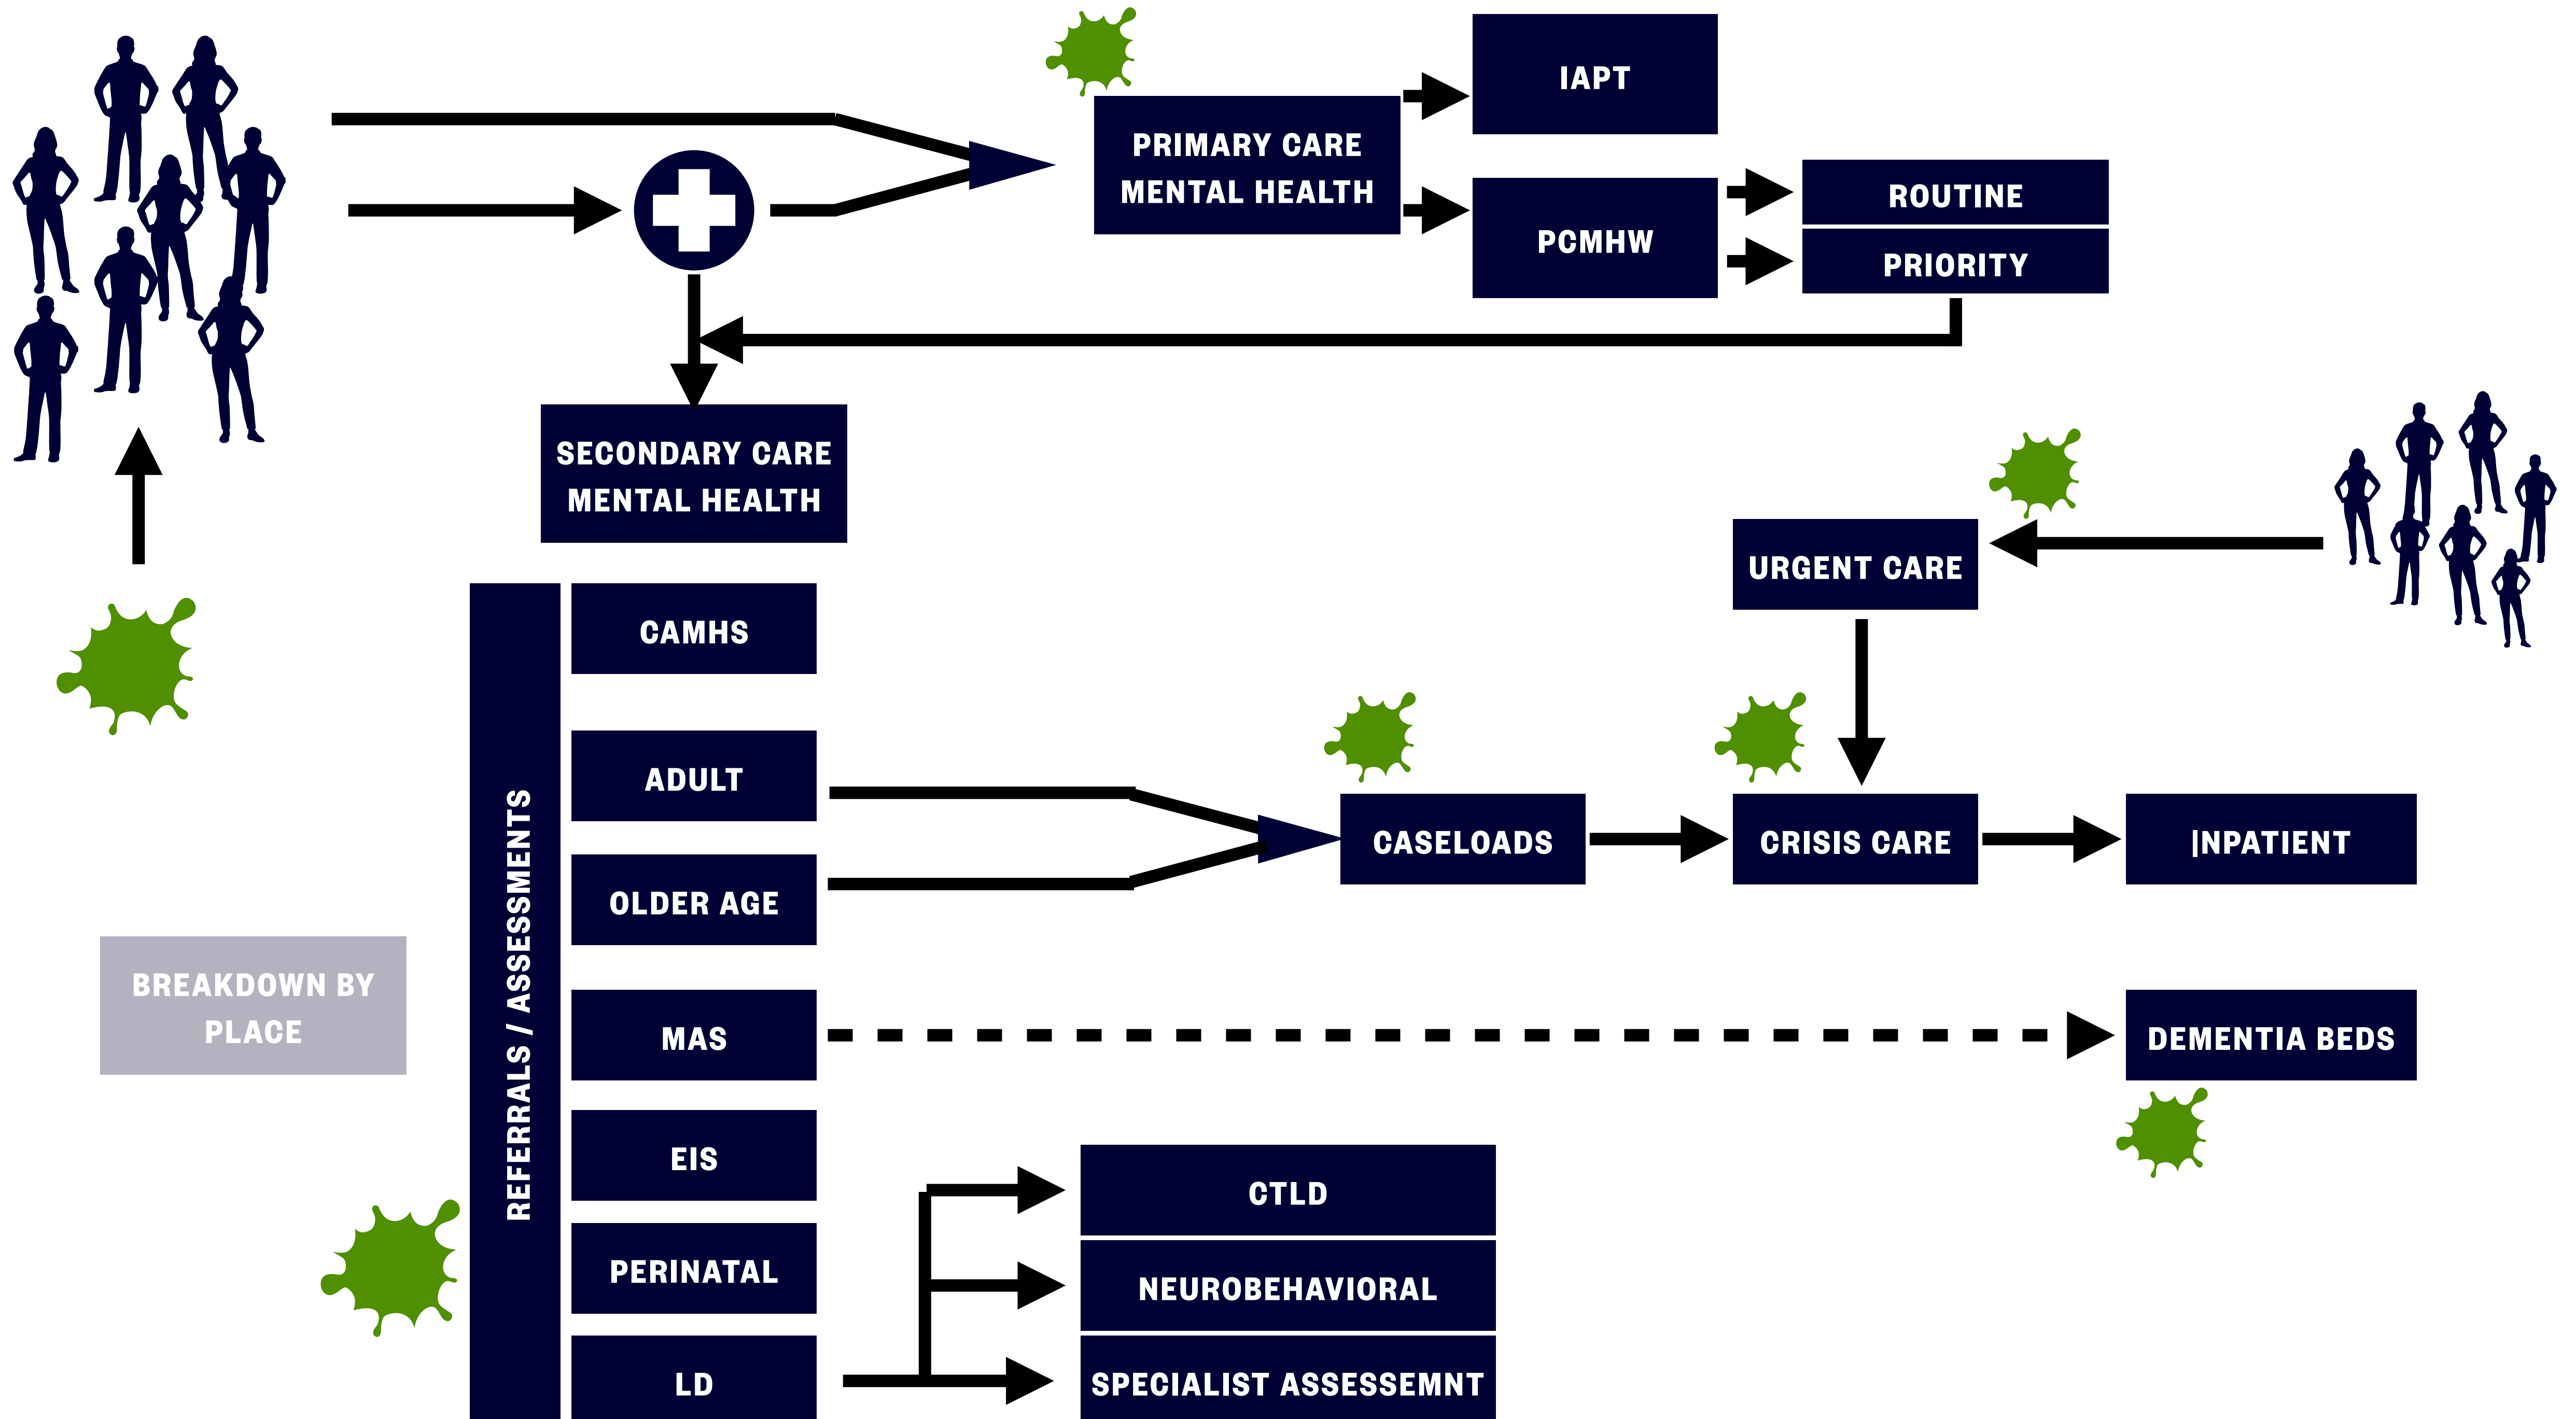 IAPT
PRIMARY CARE
MENTAL HEALTH
ROUTINE
PCMHW
PRIORITY
SECONDARY CARE
MENTAL HEALTH
URGENT CARE
CAMHS
REFERRALS / ASSESSMENTS
ADULT
CASELOADS
CRISIS CARE
INPATIENT
OLDER AGE
BREAKDOWN BY
PLACE
MAS
DEMENTIA BEDS
EIS
CTLD
PERINATAL
NEUROBEHAVIORAL
LD
SPECIALIST ASSESSEMNT